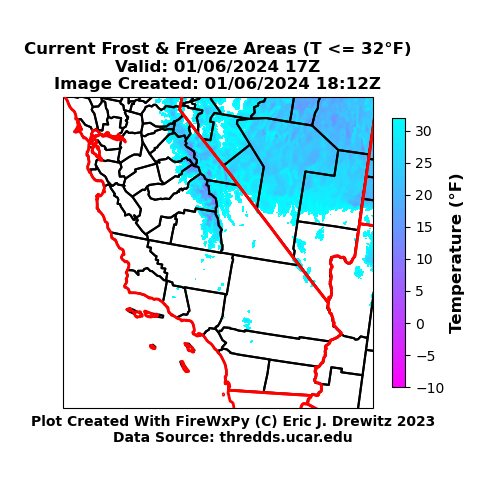 Current Frost & Freeze Areas (T <= 32°F)
Valid: 01/06/2024 17Z
Image Created: 01/06/2024 18:12Z
30
25
20
15
10
5
0
−5
−10
Temperature (°F)
Plot Created With FireWxPy (C) Eric J. Drewitz 2023
Data Source: thredds.ucar.edu